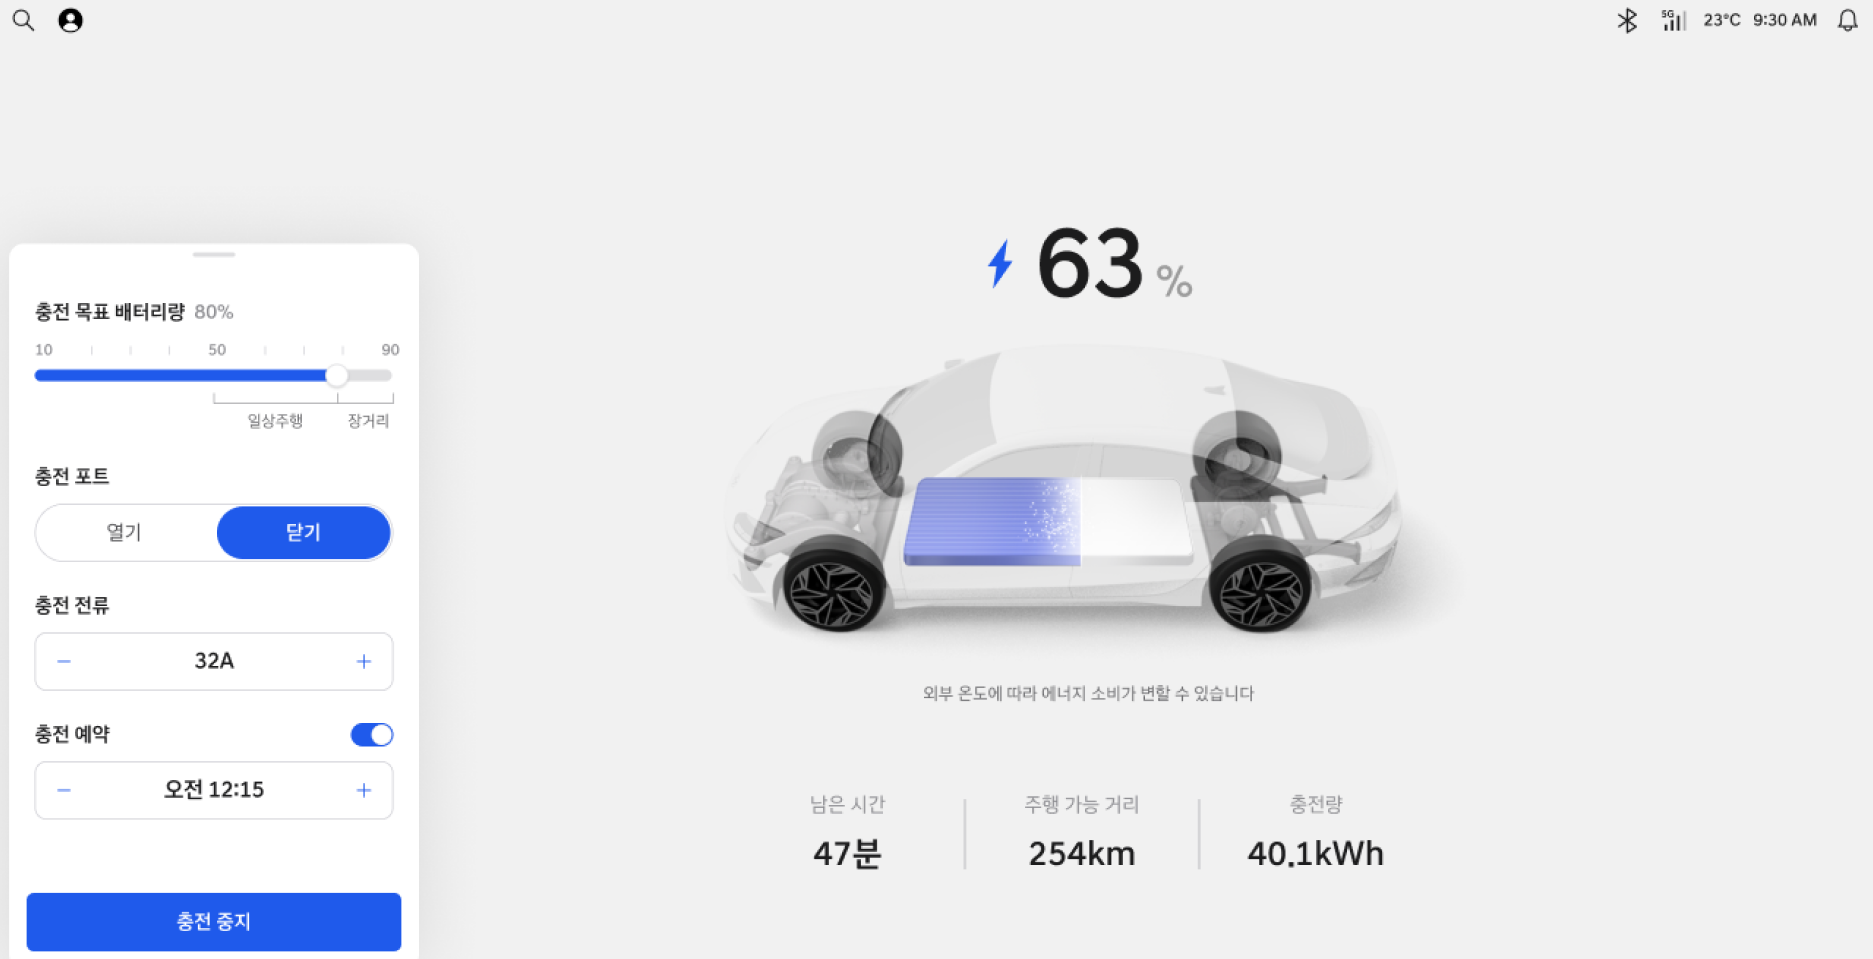 5G 23°C 9:30 AM
63 %
충전 목표 배터리량 80%
10 50 90
일상주행 장거리
충전 포트
열기 닫기
충전 전류
− 32A +
충전 예약
− 오전 12:15 +
충전 중지
외부 온도에 따라 에너지 소비가 변할 수 있습니다
남은 시간 주행 가능 거리 충전량
47분 254km 40.1kWh